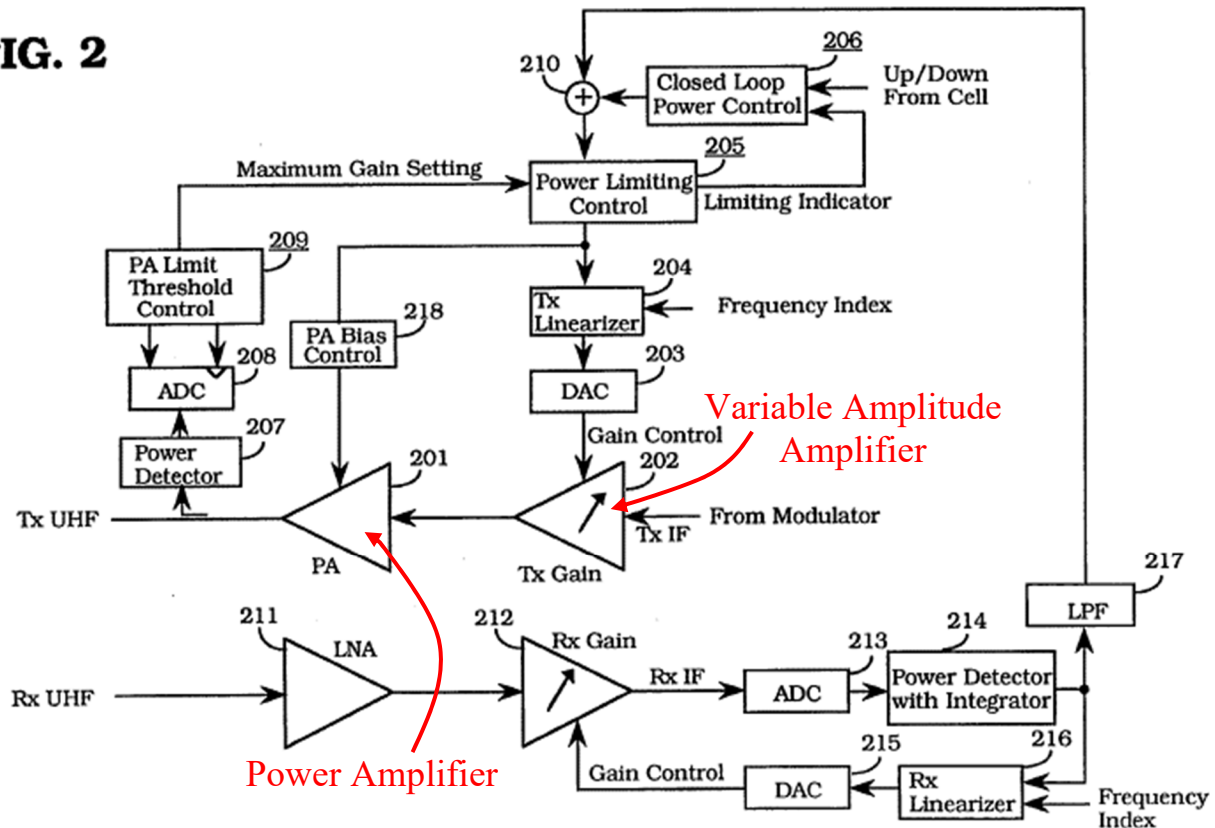 IG. 2
206
210
Closed Loop
Power Control
Up/Down
From Cell
+
205
Maximum Gain Setting
Power Limiting
Control
Limiting Indicator
209
PA Limit
Threshold
Control
204
Tx
Linearizer
Frequency Index
218
PA Bias
Control
208
ADC
203
DAC
Variable Amplitude
Amplifier
207
Power
Detector
Gain Control
201
202
Tx UHF
From Modulator
Tx IF
PA
Tx Gain
217
LPF
211
LNA
212
Rx Gain
214
213
Rx UHF
Rx IF
ADC
Power Detector
with Integrator
215
216
Power Amplifier
Gain Control
DAC
Rx
Linearizer
Frequency
Index